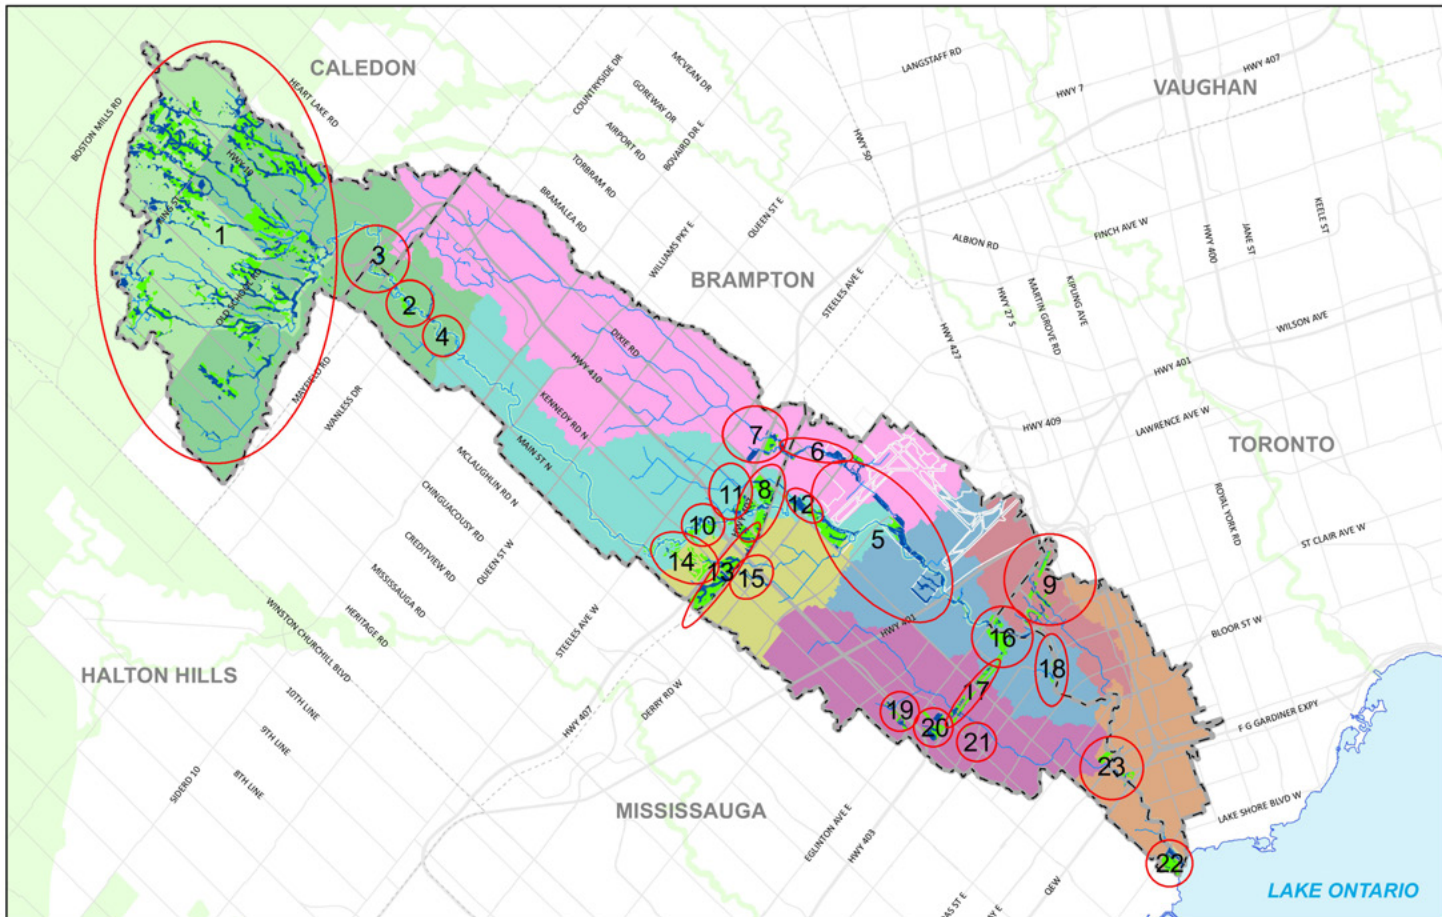 CALEDON
VAUGHAN
BRAMPTON
TORONTO
HALTON HILLS
MISSISSAUGA
LAKE ONTARIO
BOSTON MILLS RD
HEART LAKE RD
OLD SCHOOL RD
MAYFIELD RD
WANLESS DR
COUNTRYSIDE DR
MCVEAN DR
GOREWAY DR
AIRPORT RD
BOVAIRD DR E
TORBRAM RD
BRAMALEA RD
WILLIAMS PKY E
QUEEN ST E
STEELES AVE E
LANGSTAFF RD
HWY 7
HWY 407
HWY 50
ALBION RD
FINCH AVE W
HWY 400
JANE ST
KEELE ST
HWY 27 S
MARTIN GROVE RD
KIPLING AVE
HWY 427
WILSON AVE
HWY 401
HWY 409
LAWRENCE AVE W
ROYAL YORK RD
ST CLAIR AVE W
BLOOR ST W
F G GARDINER EXPY
LAKE SHORE BLVD W
DIXIE RD
HWY 410
KENNEDY RD N
MAIN ST N
MCLAUGHLIN RD N
CHINGUACOUSY RD
CREDITVIEW RD
QUEEN ST W
MISSISSAUGA RD
HERITAGE RD
WINSTON CHURCHILL BLVD
STEELES AVE W
10TH LINE
9TH LINE
8TH LINE
SIDERD 10
HWY 407
DERRY RD W
HWY 401
HWY 407
EGLINTON AVE E
HWY 403
QEW
1
2
3
4
5
6
7
8
9
10
11
12
13
14
15
16
17
18
19
20
21
22
23